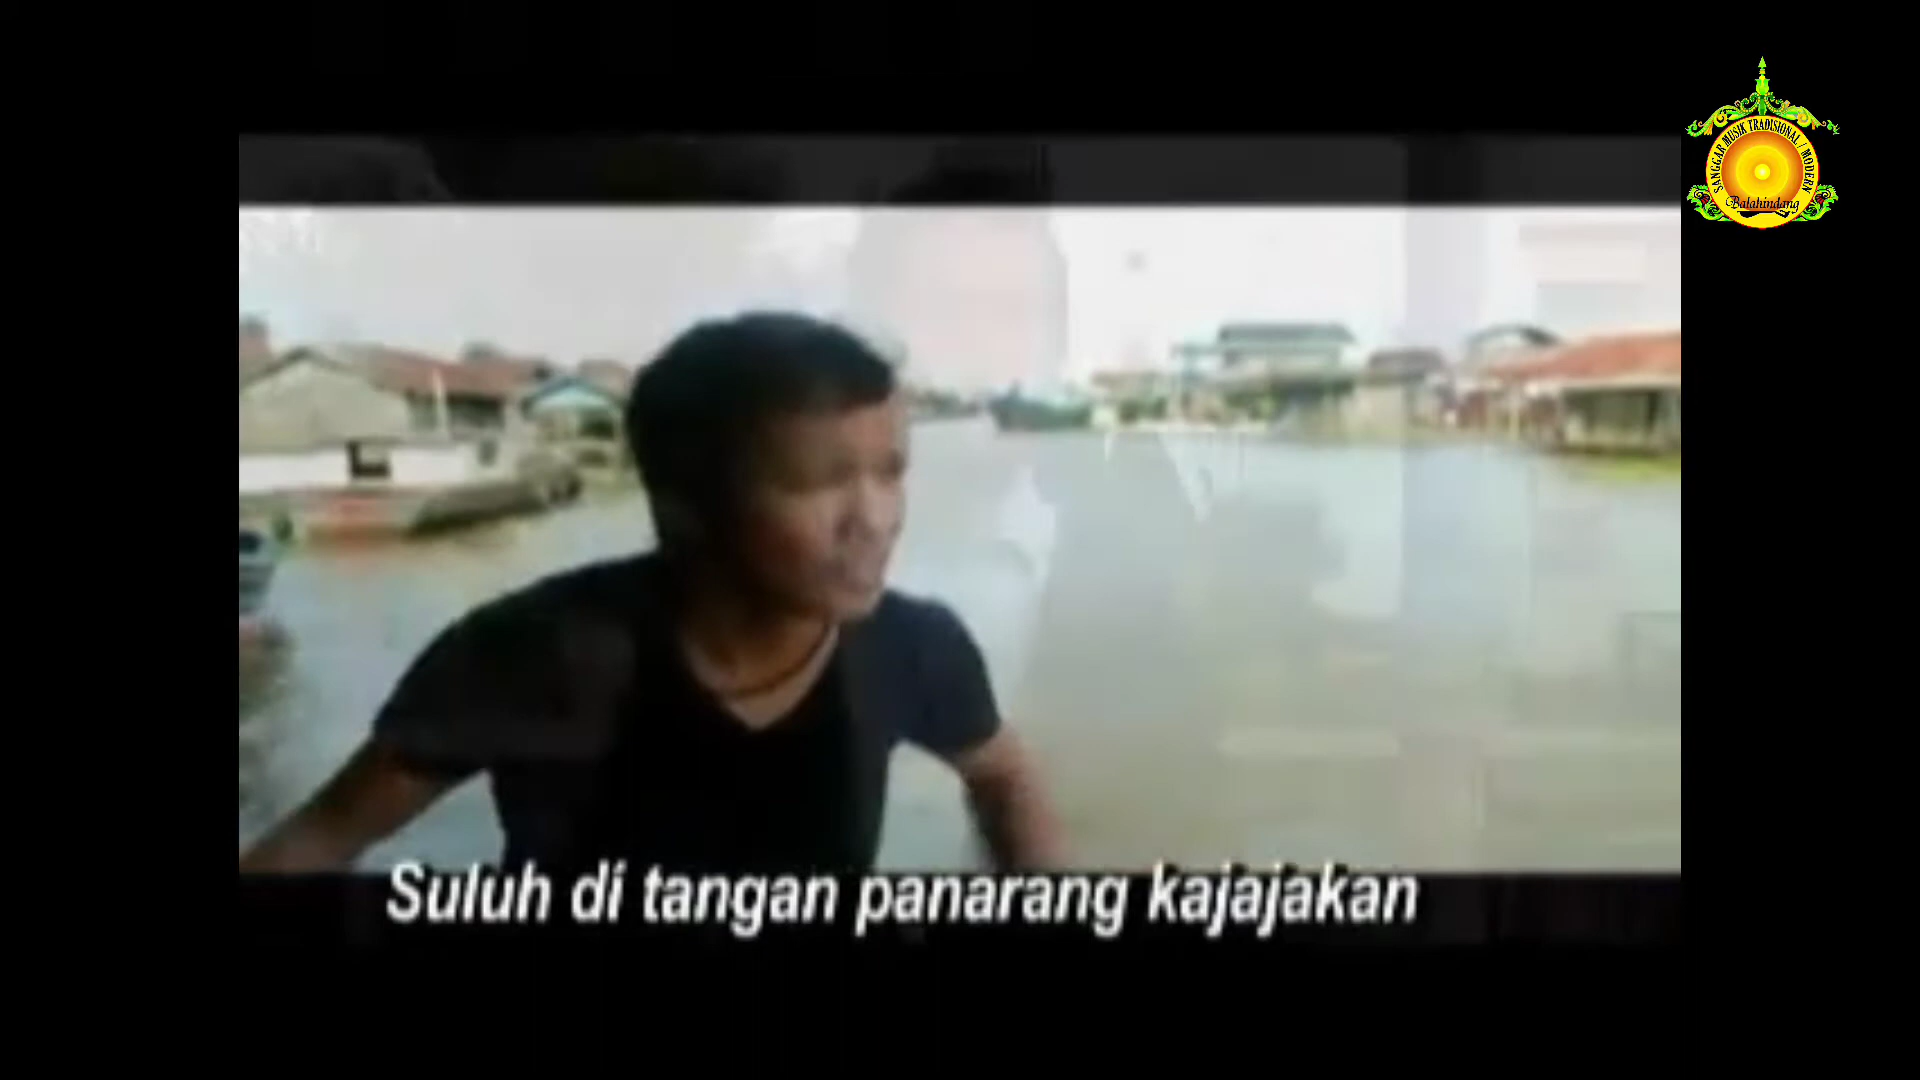 SANGGAR MUSIK TRADISIONAL / MODERN
Balahindang
Suluh di tangan panarang kajajakan